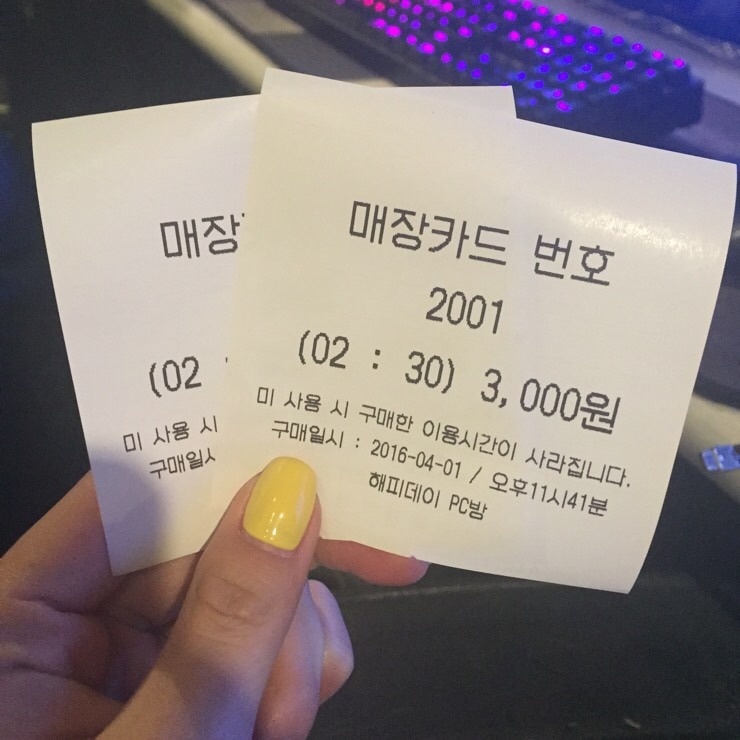 매장
(02
미 사용 시
구매일시
매장카드 번호
2001
(02 : 30) 3,000원
미 사용 시 구매한 이용시간이 사라집니다.
구매일시 : 2016-04-01 / 오후11시41분
해피데이 PC방